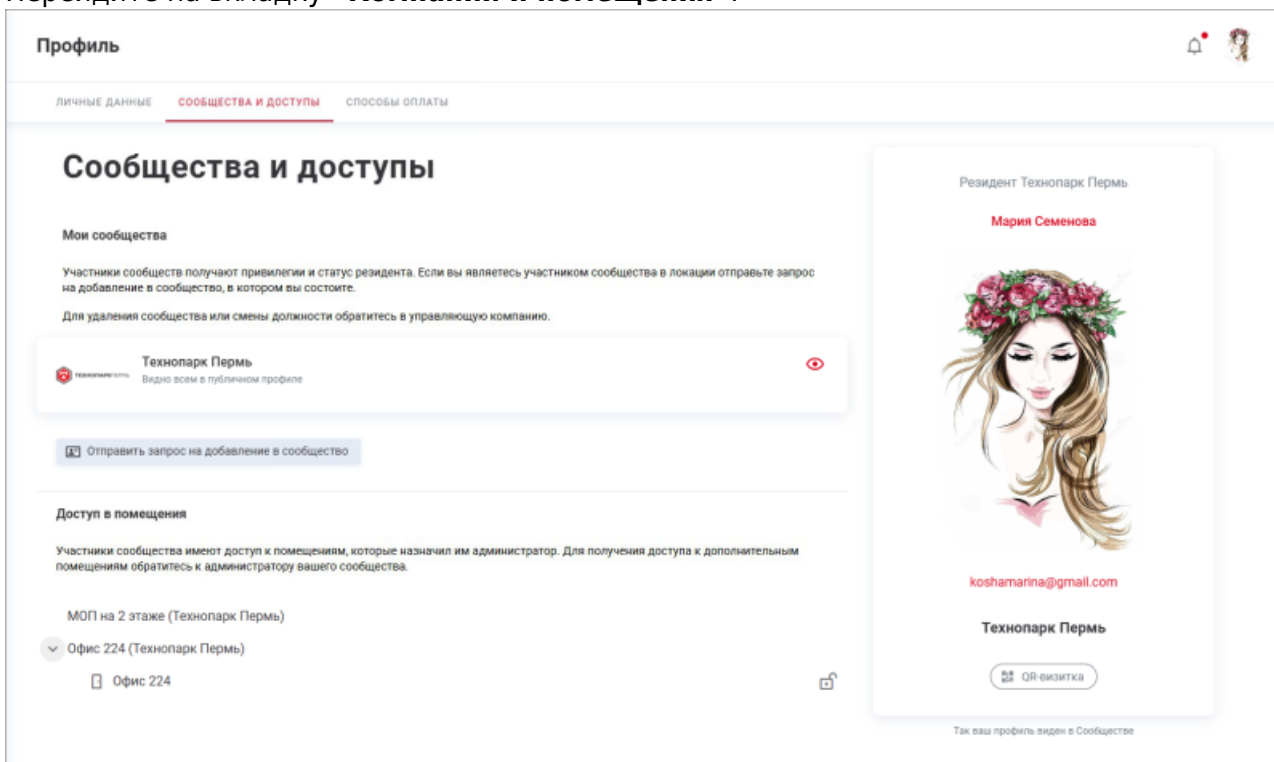 Профиль
ЛИЧНЫЕ ДАННЫЕ СООБЩЕСТВА И ДОСТУПЫ СПОСОБЫ ОПЛАТЫ
Сообщества и доступы
Мои сообщества
Участники сообществ получают привилегии и статус резидента. Если вы являетесь участником сообщества в локации отправьте запрос
на добавление в сообщество, в котором вы состоите.
Для удаления сообщества или смены должности обратитесь в управляющую компанию.
ТЕХНОПАРК ПЕРМЬ
Технопарк Пермь
Видно всем в публичном профиле
Отправить запрос на добавление в сообщество
Доступ в помещения
Участники сообщества имеют доступ к помещениям, которые назначил им администратор. Для получения доступа к дополнительным
помещениям обратитесь к администратору вашего сообщества.
МОП на 2 этаже (Технопарк Пермь)
Офис 224 (Технопарк Пермь)
Офис 224
Резидент Технопарк Пермь
Мария Семенова
koshamarina@gmail.com
Технопарк Пермь
QR-визитка
Так ваш профиль виден в Сообществе